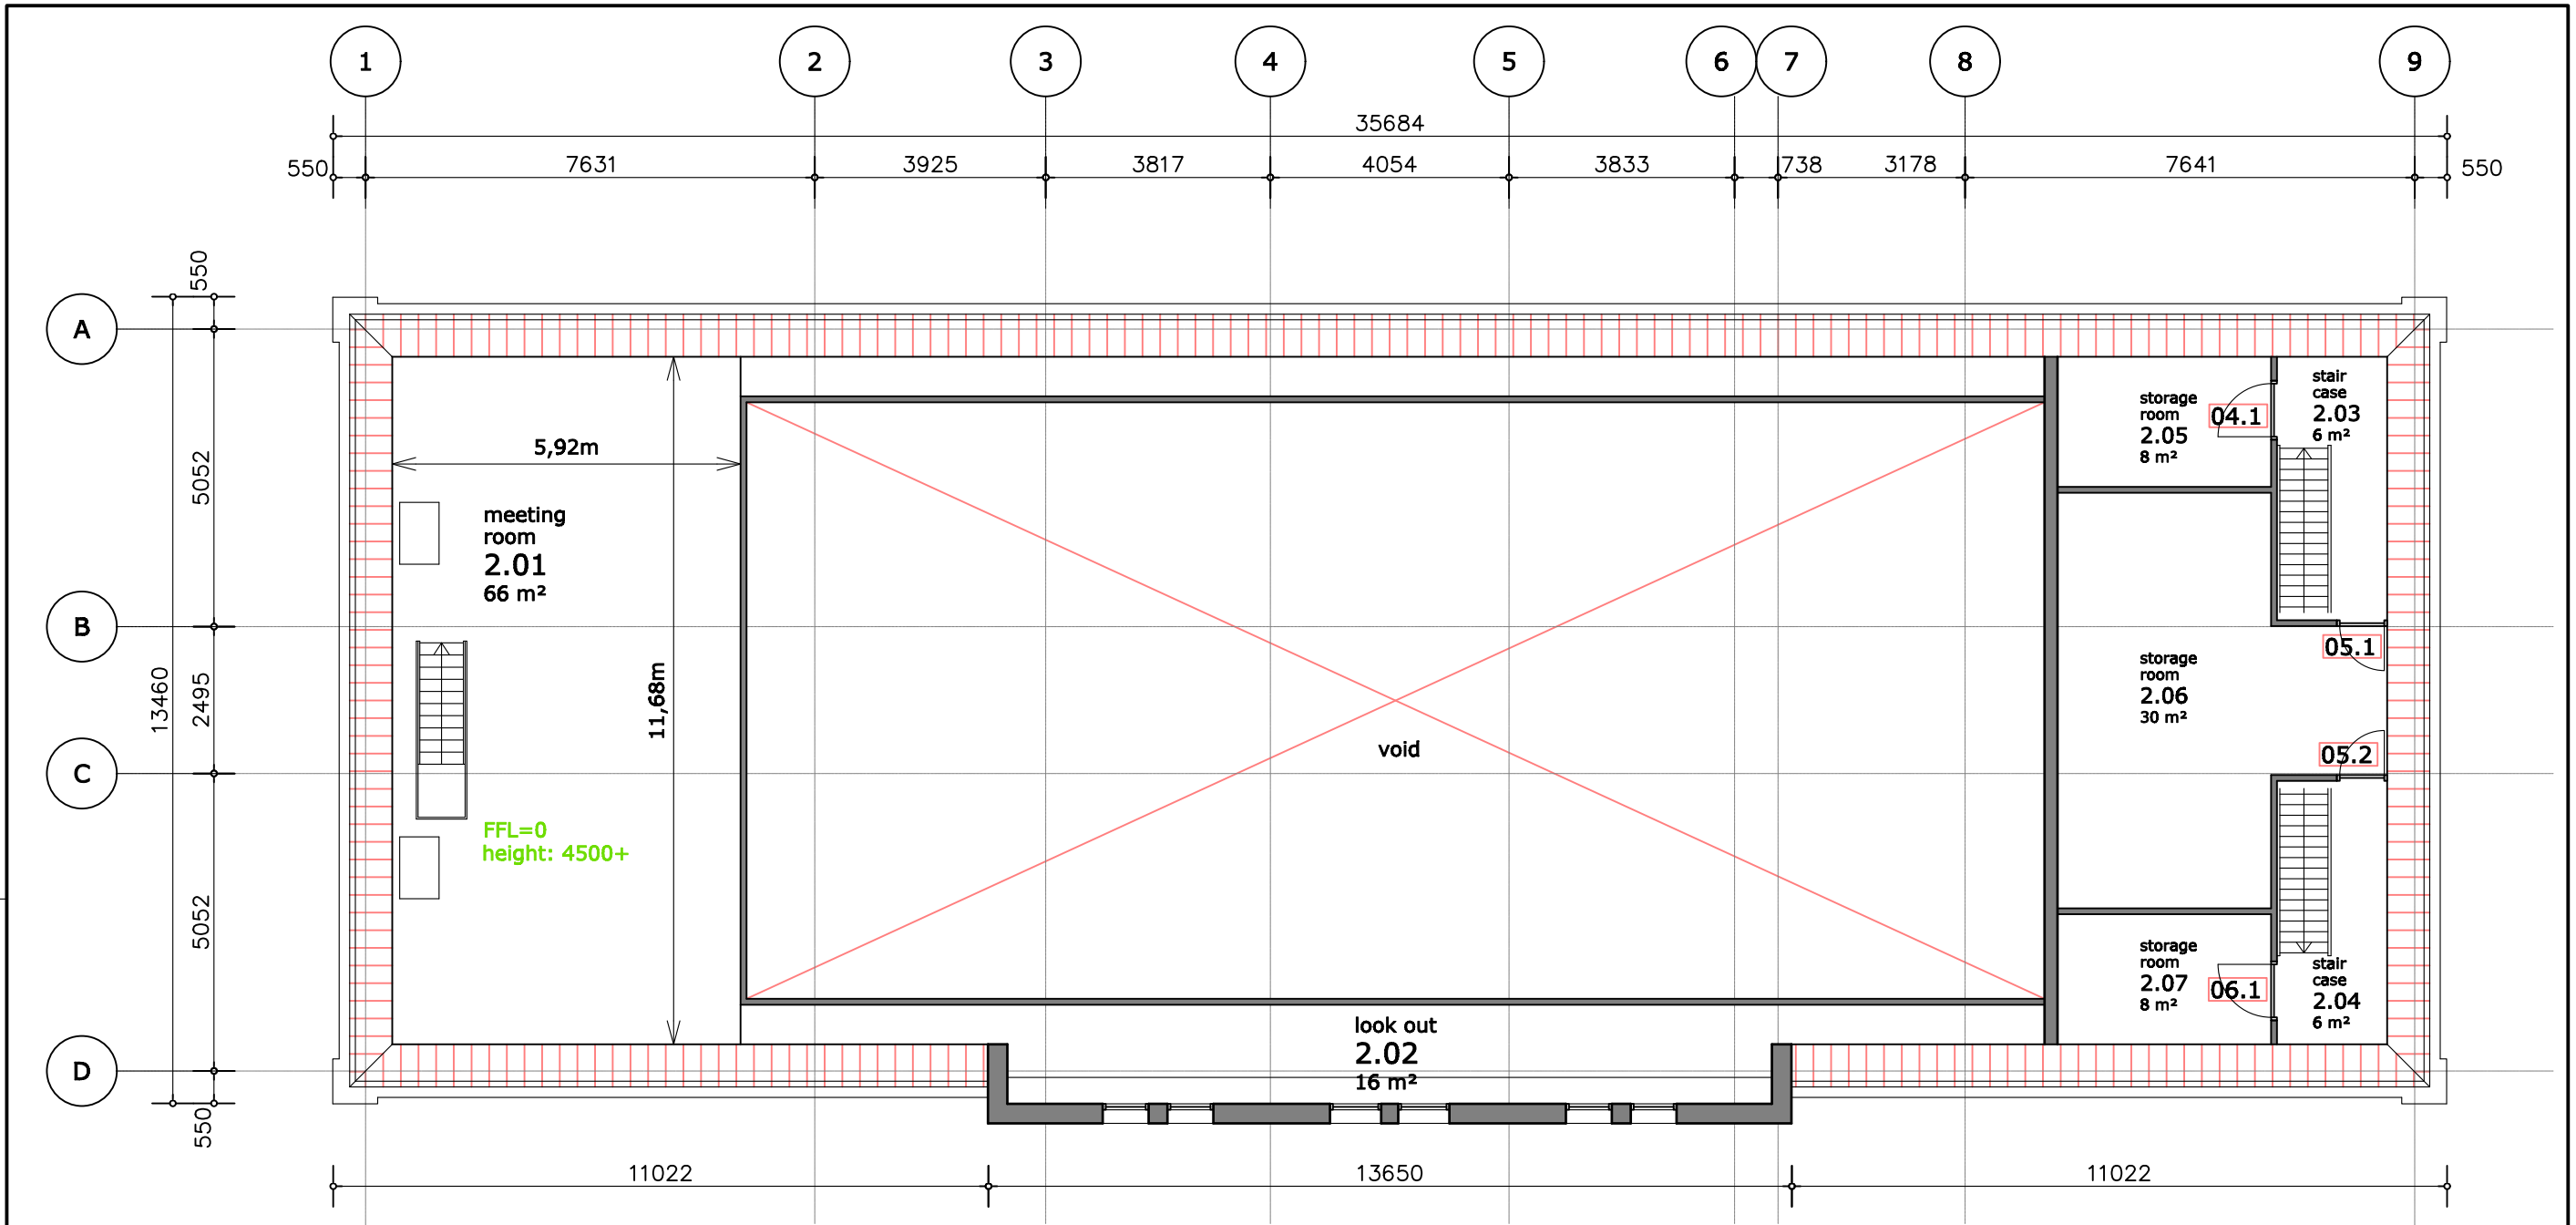 1 2 3 4 5 6 7 8 9
35684
550 7631 3925 3817 4054 3833 738 3178 7641 550
550
A
5052
B
2495
13460
C
5052
D
550
5,92m
11,68m
meeting
room
2.01
66 m²
FFL=0
height: 4500+
void
look out
2.02
16 m²
storage
room
2.05
8 m²
04.1
stair
case
2.03
6 m²
05.1
storage
room
2.06
30 m²
05.2
storage
room
2.07
8 m²
06.1
stair
case
2.04
6 m²
11022 13650 11022